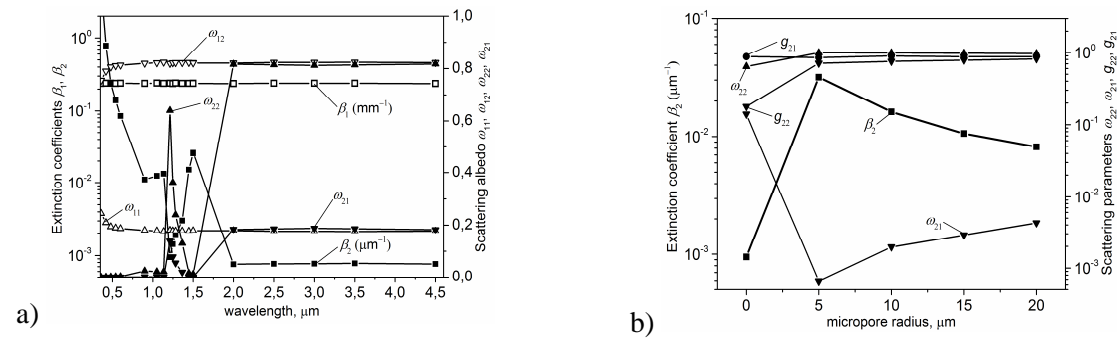 a)
Extinction coefficients β1, β2
10^0
10^-1
10^-2
10^-3
0,5 1,0 1,5 2,0 2,5 3,0 3,5 4,0 4,5
wavelength, μm
1,0
0,8
0,6
0,4
0,2
0,0
Scattering albedo ω11, ω12, ω22, ω21
ω12
β1 (mm−1)
ω22
ω11
ω21
β2 (μm−1)
b)
Extinction coefficient β2 (μm−1)
10^-1
10^-2
10^-3
0 5 10 15 20
micropore radius, μm
10^0
10^-1
10^-2
10^-3
Scattering parameters ω22, ω21, g22, g21
g21
ω22
g22
β2
ω21